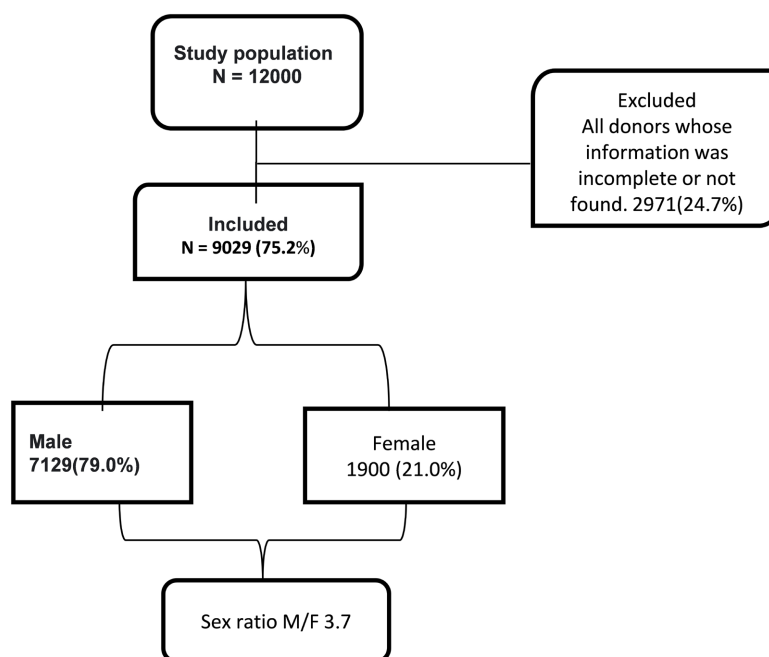 Study population
N = 12000
Excluded
All donors whose
information was
incomplete or not
found. 2971(24.7%)
Included
N = 9029 (75.2%)
Male
7129(79.0%)
Female
1900 (21.0%)
Sex ratio M/F 3.7